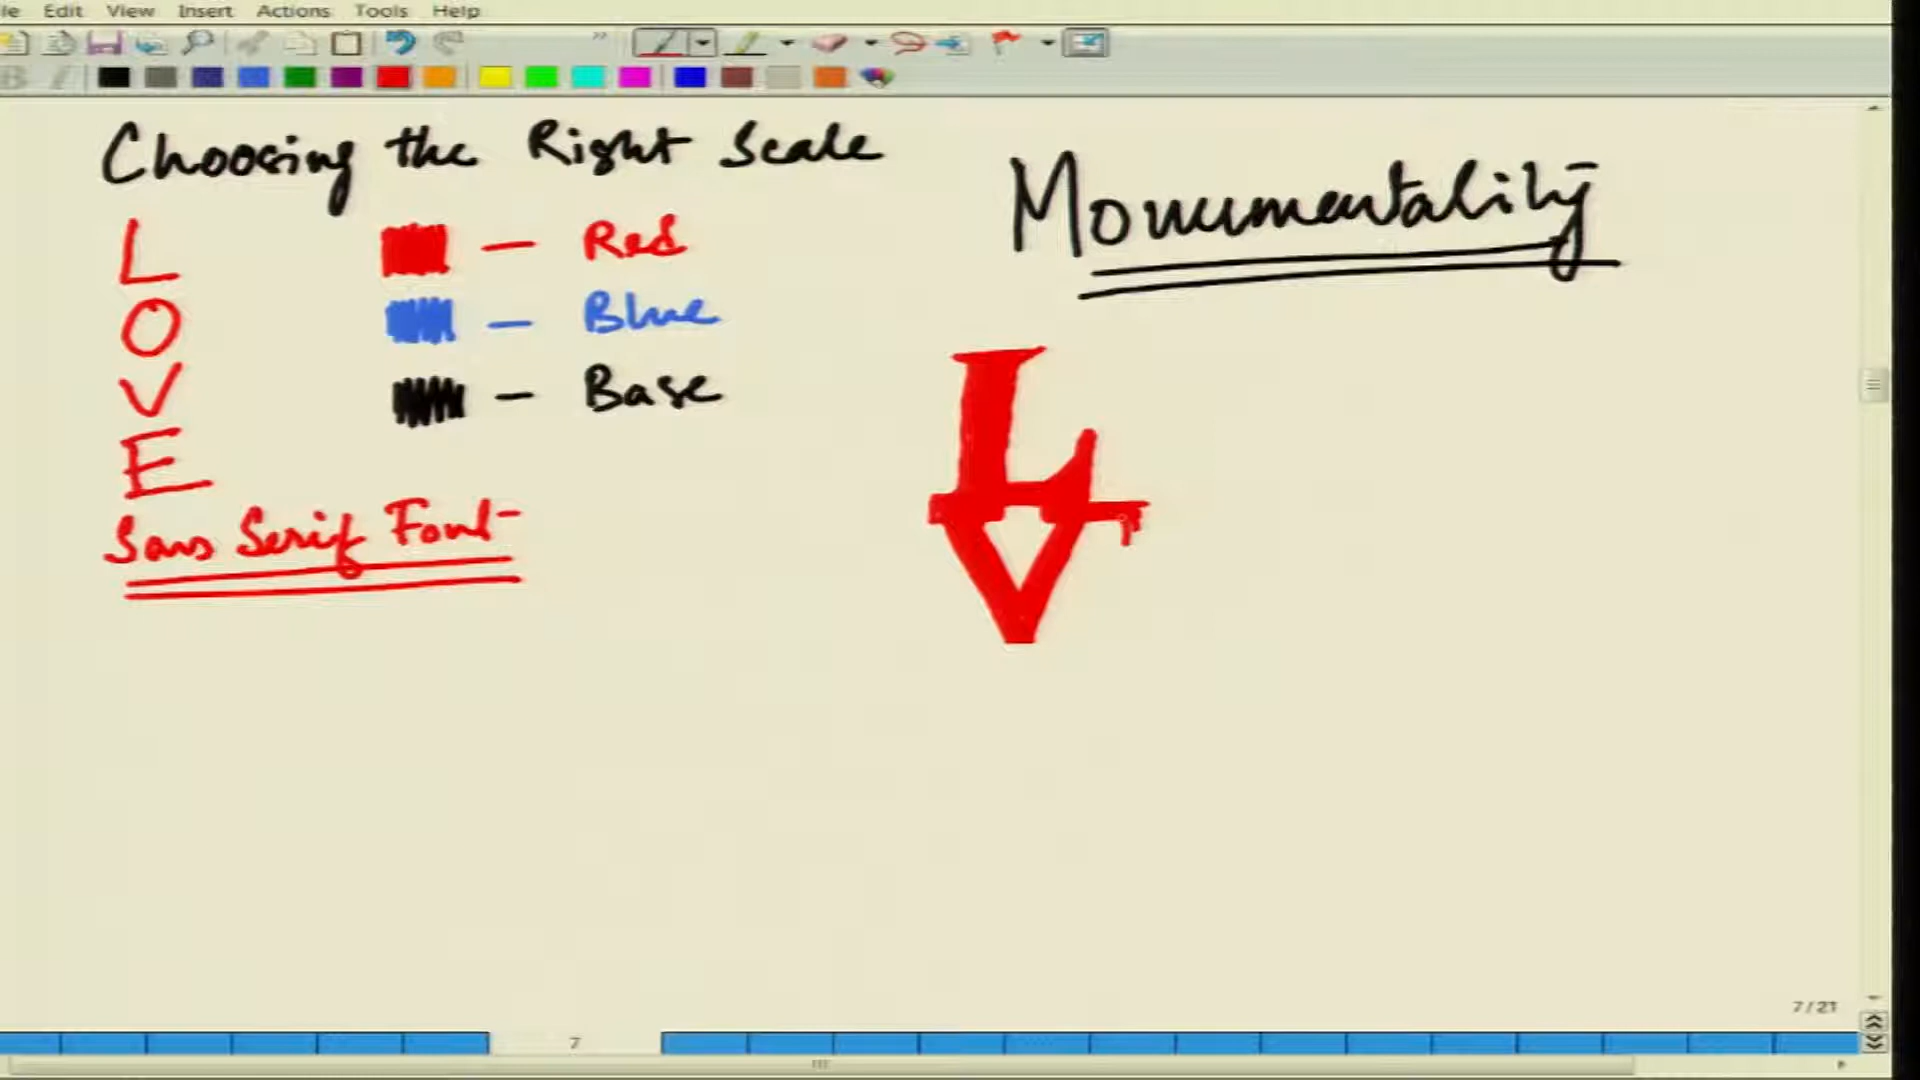 le Edit View Insert Actions Tools Help
Choosing the Right Scale
Monumentality
L
O
V
E
- Red
- Blue
- Base
Sans Serif Font
L
V
7/21
7